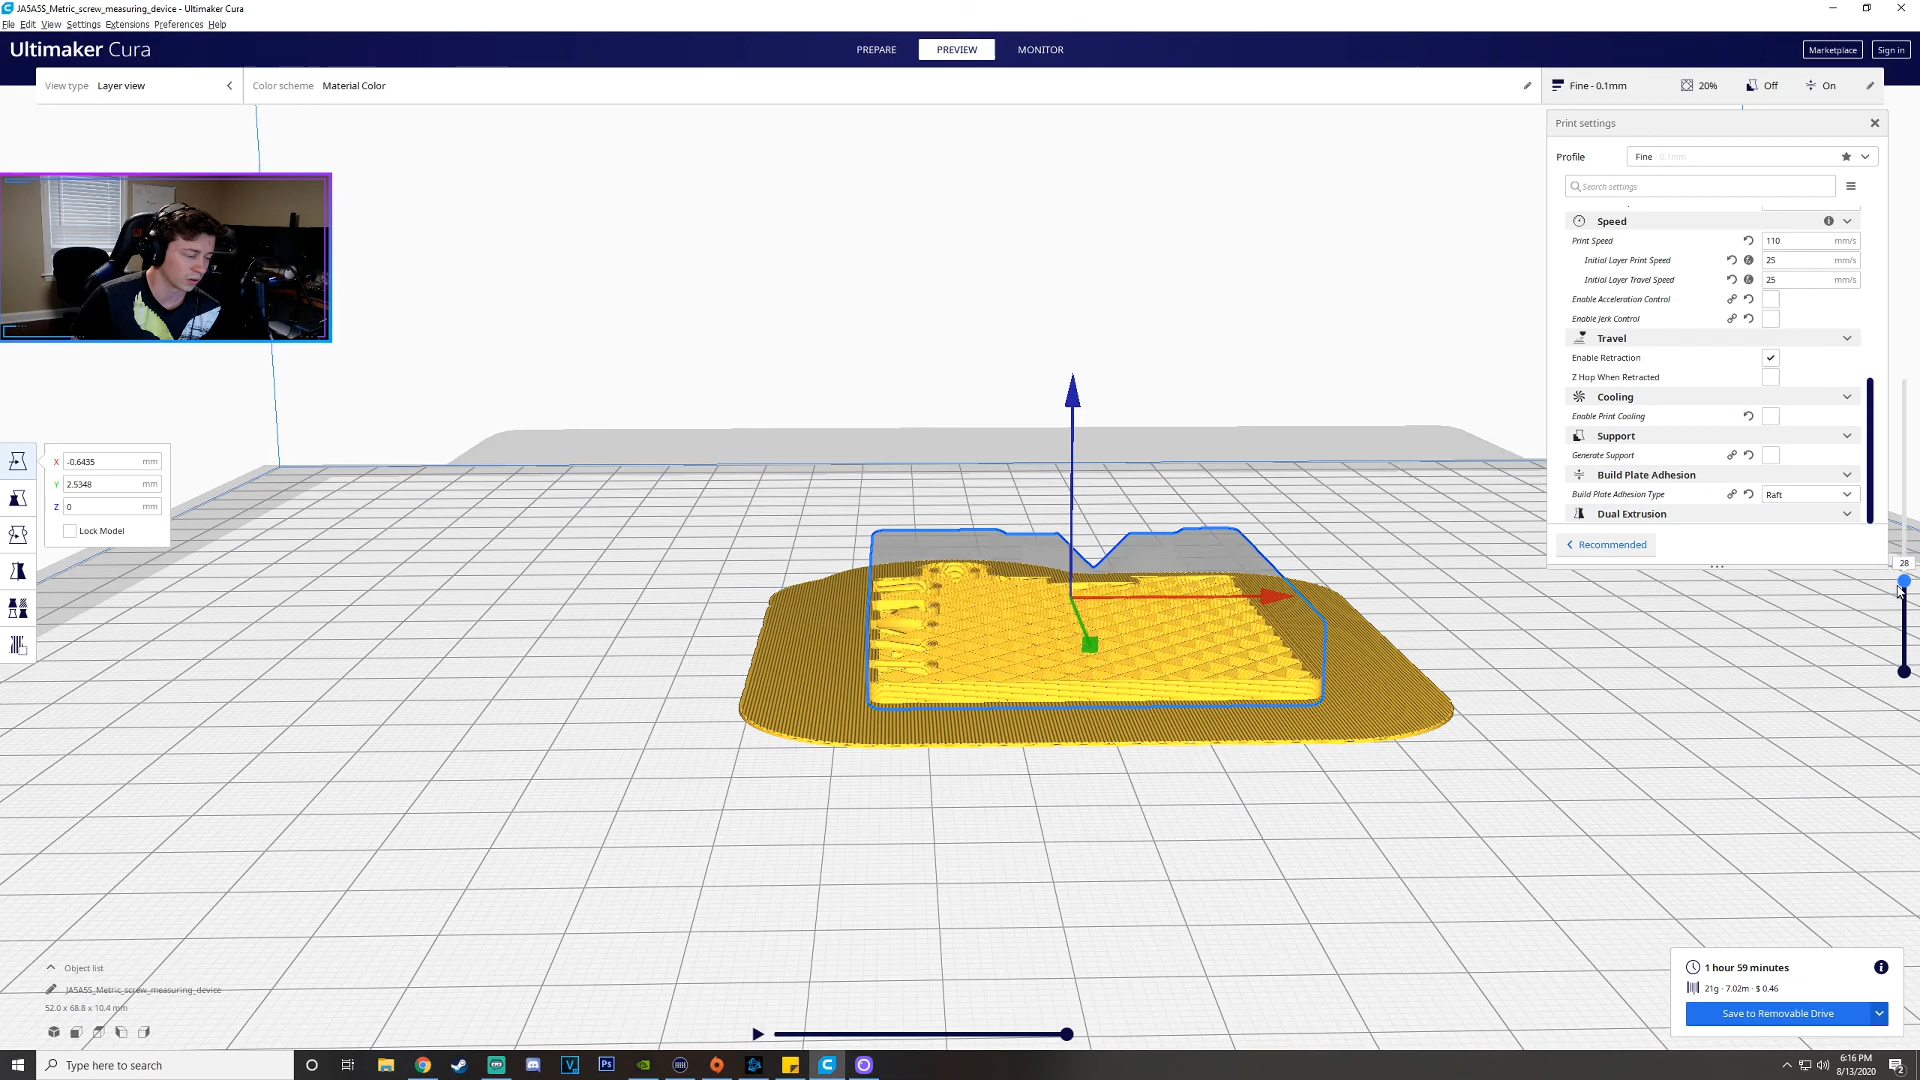 JA5A5S_Metric_screw_measuring_device - Ultimaker Cura
File Edit View Settings Extensions Preferences Help
Ultimaker Cura
PREPARE
PREVIEW
MONITOR
Marketplace
Sign in
View type Layer view
Color scheme Material Color
Fine - 0.1mm
20%
Off
On
Print settings
Profile
Fine 0.1mm
Search settings
Speed
Print Speed 110 mm/s
Initial Layer Print Speed 25 mm/s
Initial Layer Travel Speed 25 mm/s
Enable Acceleration Control
Enable Jerk Control
Travel
Enable Retraction
Z Hop When Retracted
Cooling
Enable Print Cooling
Support
Generate Support
Build Plate Adhesion
Build Plate Adhesion Type Raft
Dual Extrusion
Recommended
28
X -0.6435 mm
Y 2.5348 mm
Z 0 mm
Lock Model
Object list
JA5A5S_Metric_screw_measuring_device
52.0 x 68.8 x 10.4 mm
1 hour 59 minutes
21g · 7.02m · $ 0.46
Save to Removable Drive
Type here to search
6:16 PM
8/13/2020
2